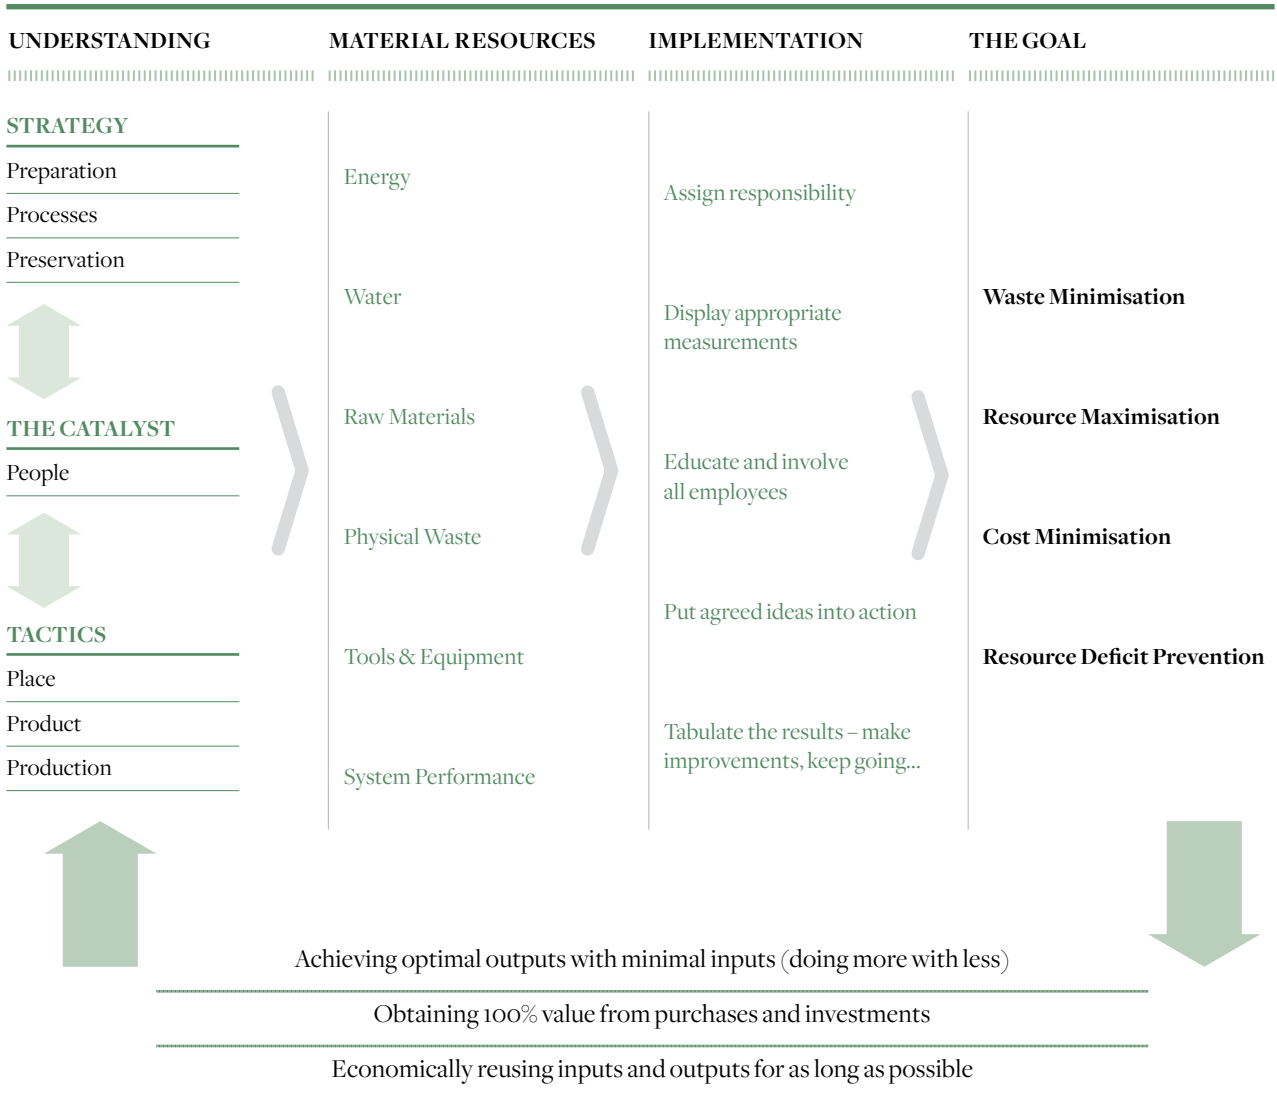 UNDERSTANDING
STRATEGY
Preparation
Processes
Preservation
THE CATALYST
People
TACTICS
Place
Product
Production
MATERIAL RESOURCES
Energy
Water
Raw Materials
Physical Waste
Tools & Equipment
System Performance
IMPLEMENTATION
Assign responsibility
Display appropriate
measurements
Educate and involve
all employees
Put agreed ideas into action
Tabulate the results – make
improvements, keep going...
THE GOAL
Waste Minimisation
Resource Maximisation
Cost Minimisation
Resource Deficit Prevention
Achieving optimal outputs with minimal inputs (doing more with less)
Obtaining 100% value from purchases and investments
Economically reusing inputs and outputs for as long as possible